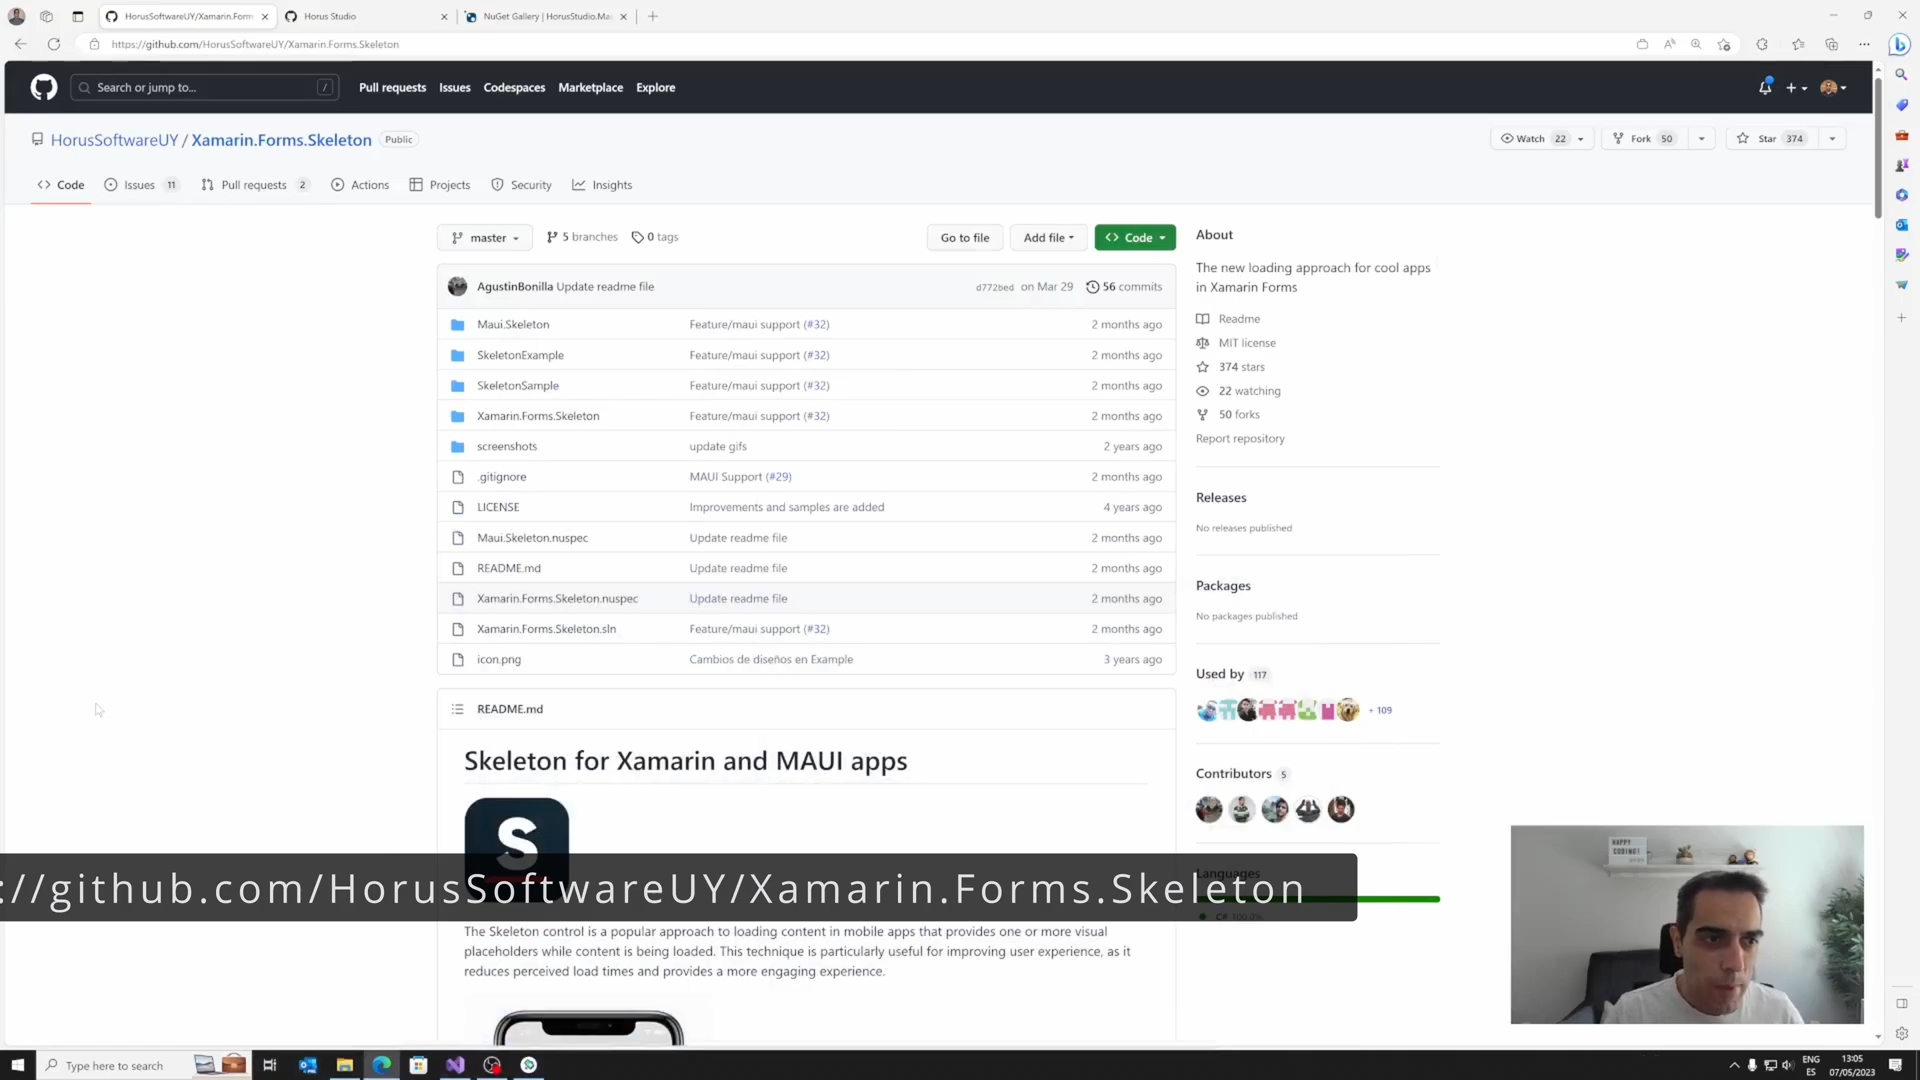 HorusSoftwareUY/Xamarin.Form
Horus Studio
NuGet Gallery | HorusStudio.Ma
https://github.com/HorusSoftwareUY/Xamarin.Forms.Skeleton
Search or jump to...
/
Pull requests
Issues
Codespaces
Marketplace
Explore
HorusSoftwareUY / Xamarin.Forms.Skeleton
Public
Watch 22
Fork 50
Star 374
Code
Issues 11
Pull requests 2
Actions
Projects
Security
Insights
master
5 branches
0 tags
Go to file
Add file
Code
AgustinBonilla Update readme file
d772bed on Mar 29
56 commits
Maui.Skeleton Feature/maui support (#32) 2 months ago
SkeletonExample Feature/maui support (#32) 2 months ago
SkeletonSample Feature/maui support (#32) 2 months ago
Xamarin.Forms.Skeleton Feature/maui support (#32) 2 months ago
screenshots update gifs 2 years ago
.gitignore MAUI Support (#29) 2 months ago
LICENSE Improvements and samples are added 4 years ago
Maui.Skeleton.nuspec Update readme file 2 months ago
README.md Update readme file 2 months ago
Xamarin.Forms.Skeleton.nuspec Update readme file 2 months ago
Xamarin.Forms.Skeleton.sln Feature/maui support (#32) 2 months ago
icon.png Cambios de diseños en Example 3 years ago
README.md
Skeleton for Xamarin and MAUI apps
S
The Skeleton control is a popular approach to loading content in mobile apps that provides one or more visual
placeholders while content is being loaded. This technique is particularly useful for improving user experience, as it
reduces perceived load times and provides a more engaging experience.
About
The new loading approach for cool apps
in Xamarin Forms
Readme
MIT license
374 stars
22 watching
50 forks
Report repository
Releases
No releases published
Packages
No packages published
Used by 117
+ 109
Contributors 5
Languages
C# 100.0%
://github.com/HorusSoftwareUY/Xamarin.Forms.Skeleton
HAPPY
CODING!
Type here to search
ENG
ES
13:05
07/05/2023